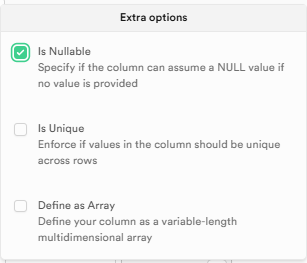 Extra options
Is Nullable
Specify if the column can assume a NULL value if
no value is provided
Is Unique
Enforce if values in the column should be unique
across rows
Define as Array
Define your column as a variable-length
multidimensional array